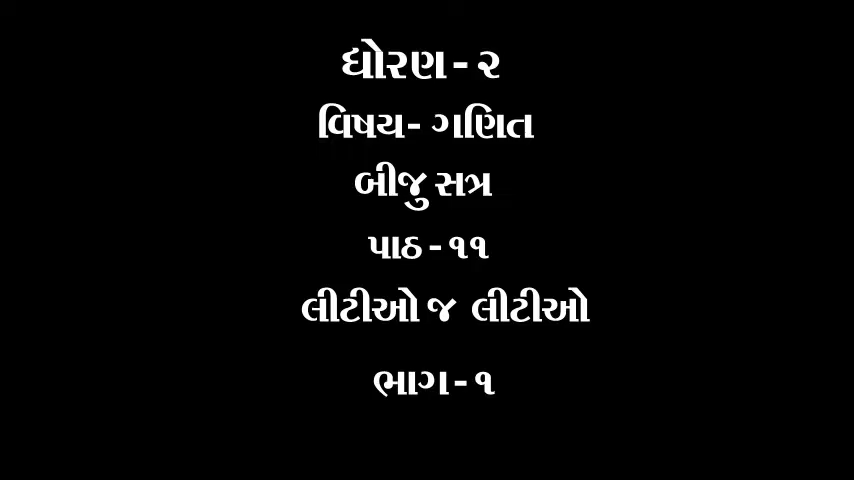 ધોરણ - ૨
વિષય - ગણિત
બીજુ સત્ર
પાઠ - ૧૧
લીટીઓ જ લીટીઓ
ભાગ - ૧